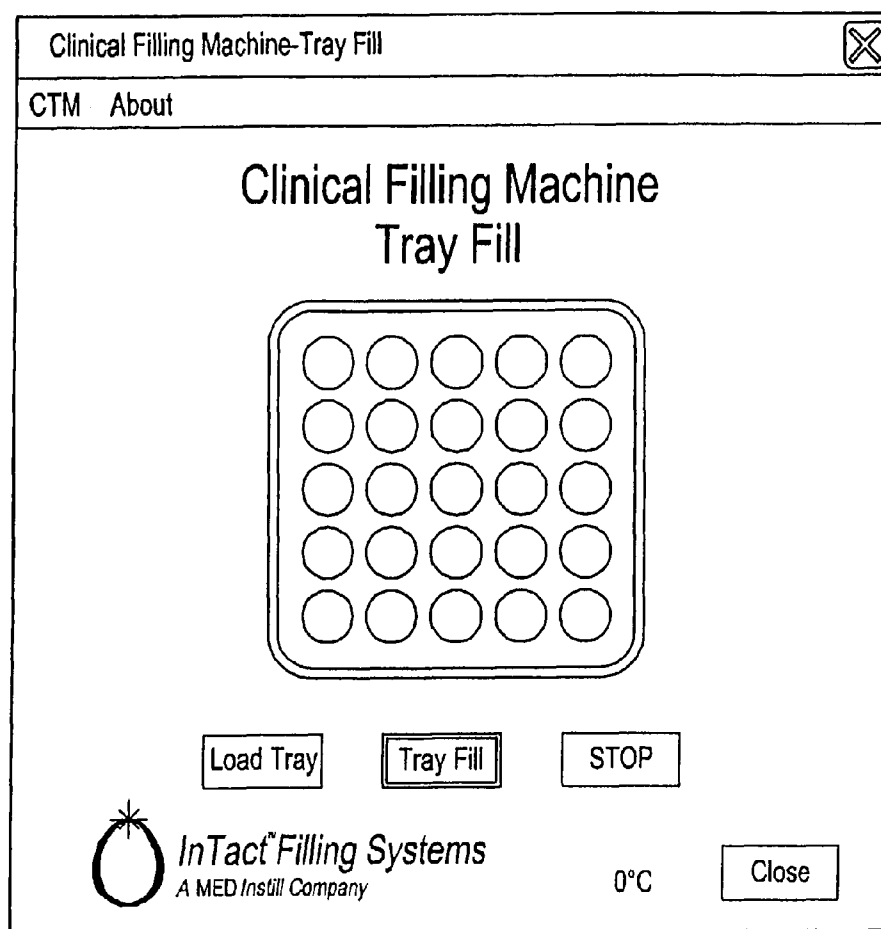 Clinical Filling Machine-Tray Fill
CTM About
Clinical Filling Machine
Tray Fill
Load Tray Tray Fill STOP
InTact™ Filling Systems
A MED Instill Company
0°C Close